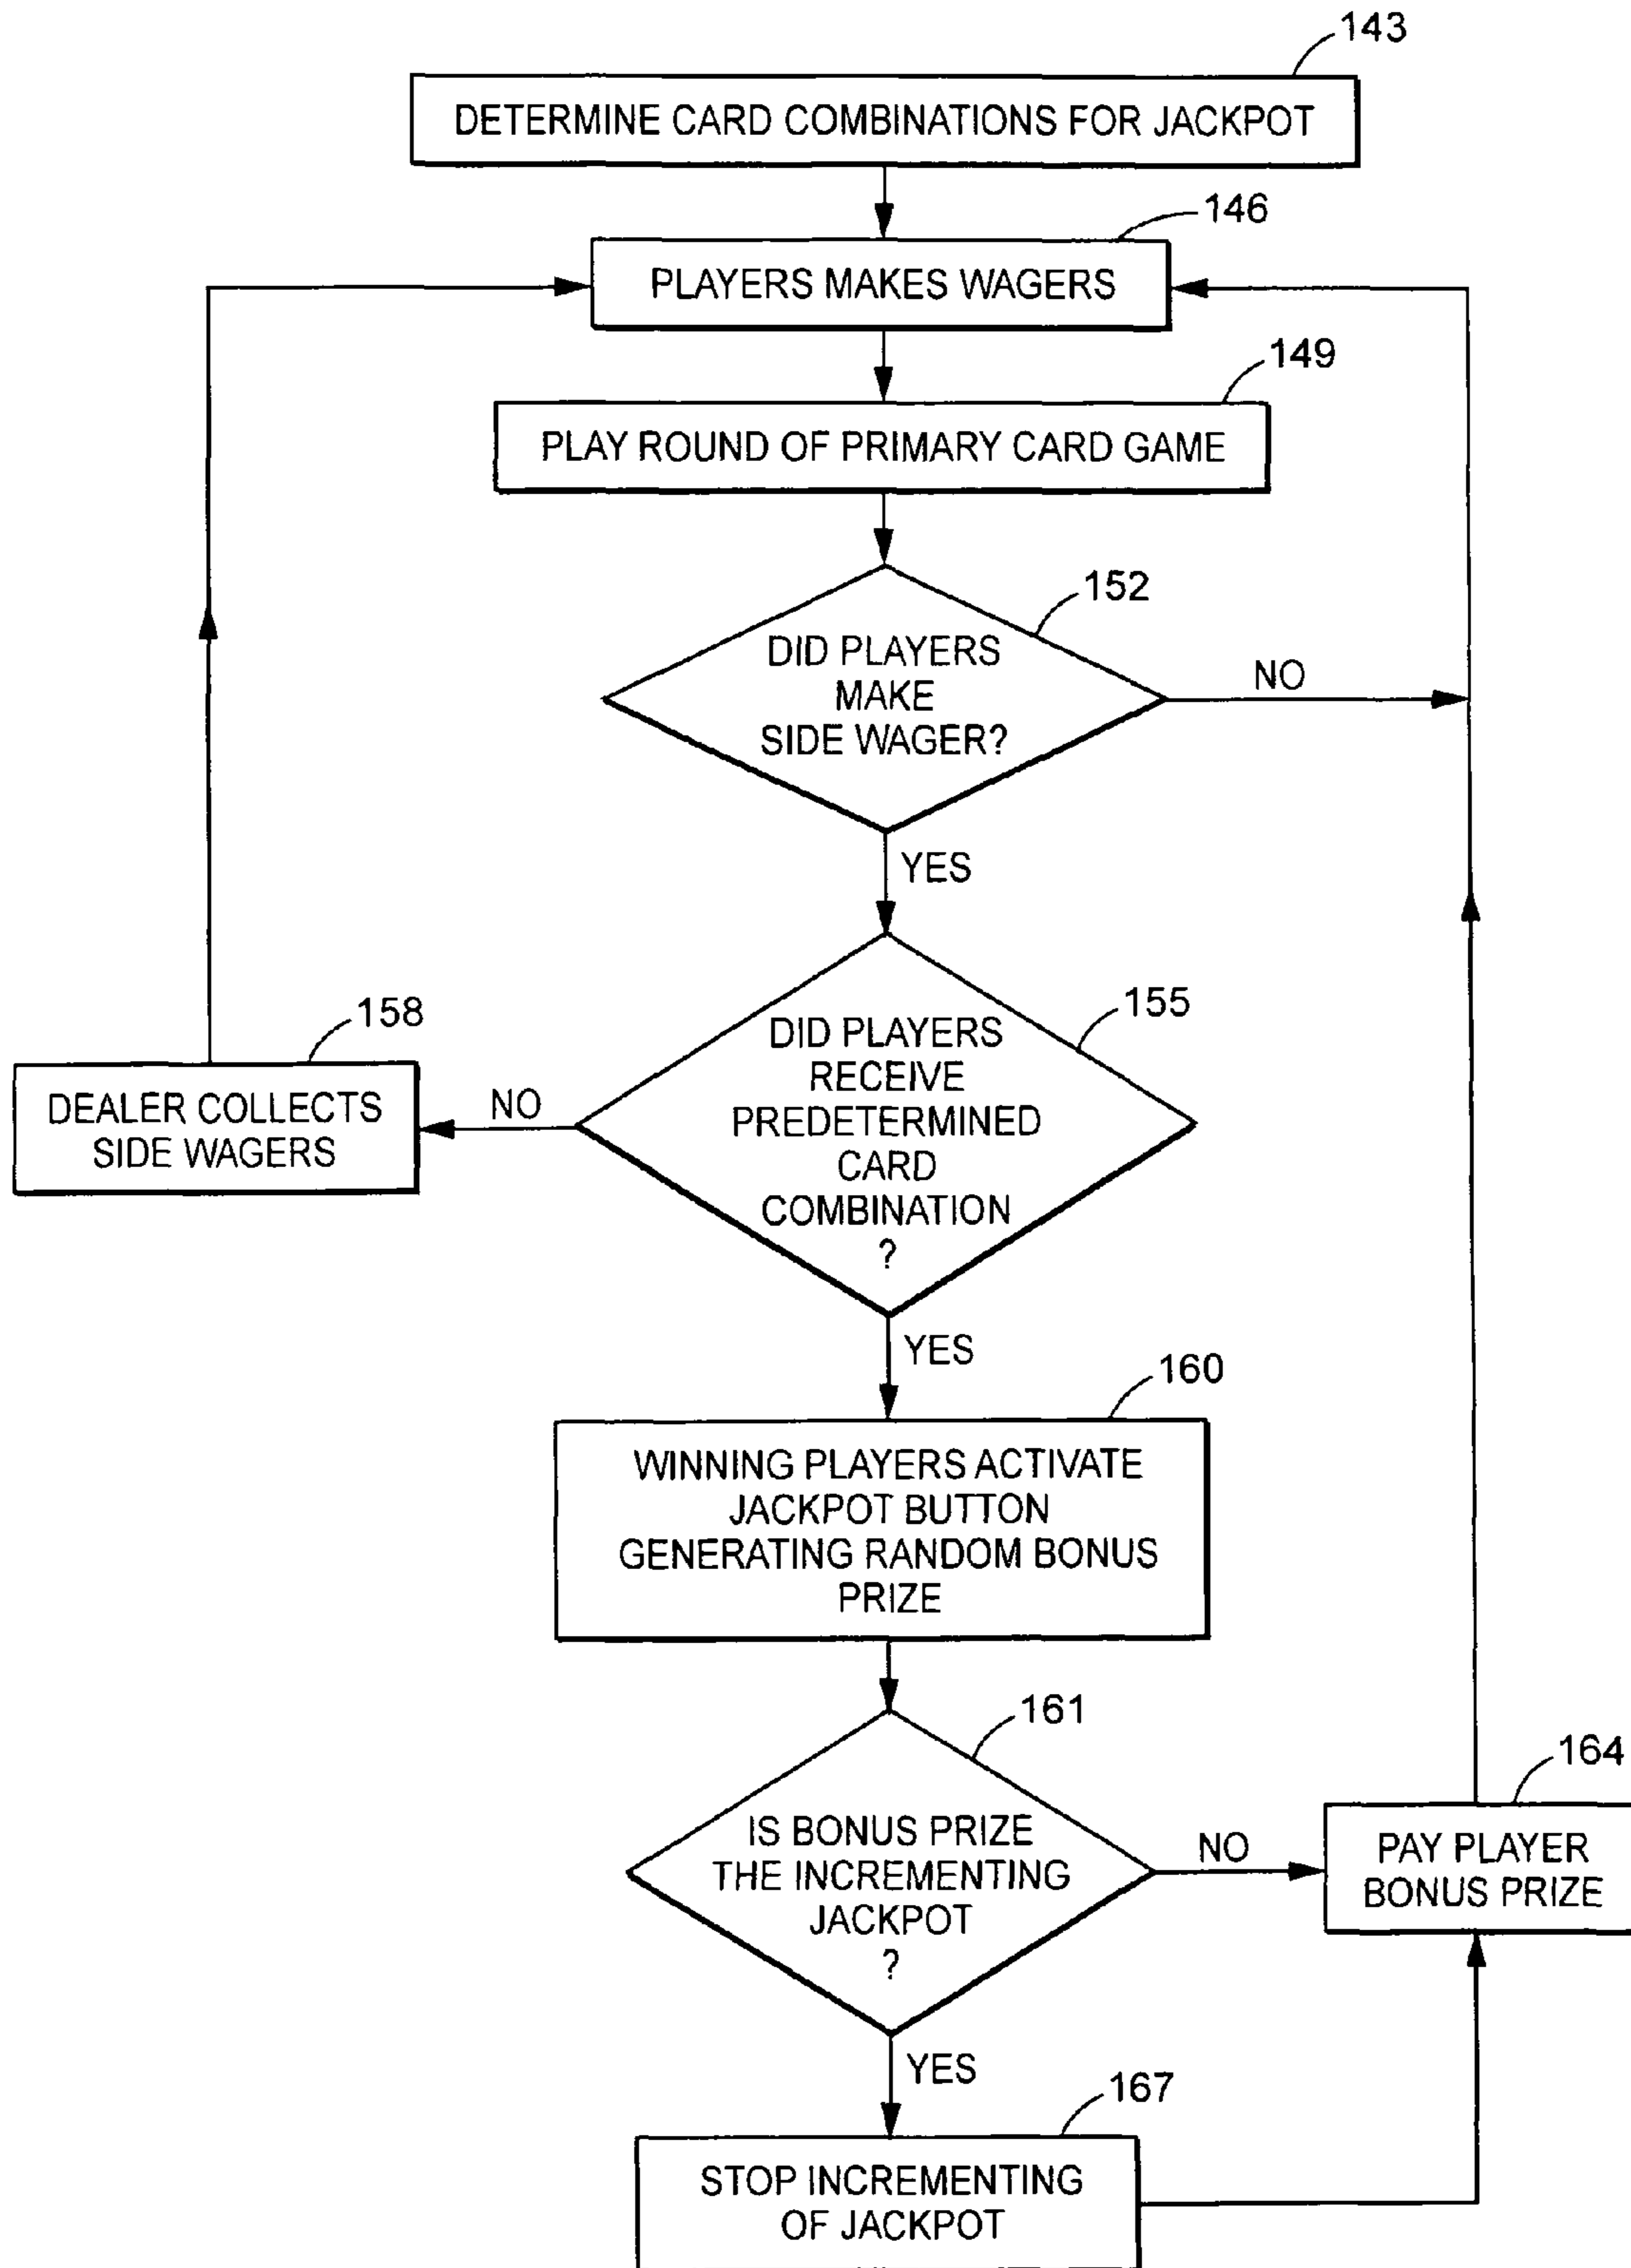 143
DETERMINE CARD COMBINATIONS FOR JACKPOT
146
PLAYERS MAKES WAGERS
149
PLAY ROUND OF PRIMARY CARD GAME
152
DID PLAYERS
MAKE
SIDE WAGER?
NO
YES
155
DID PLAYERS
RECEIVE
PREDETERMINED
CARD
COMBINATION
?
NO
158
DEALER COLLECTS
SIDE WAGERS
YES
160
WINNING PLAYERS ACTIVATE
JACKPOT BUTTON
GENERATING RANDOM BONUS
PRIZE
161
IS BONUS PRIZE
THE INCREMENTING
JACKPOT
?
NO
164
PAY PLAYER
BONUS PRIZE
YES
167
STOP INCREMENTING
OF JACKPOT